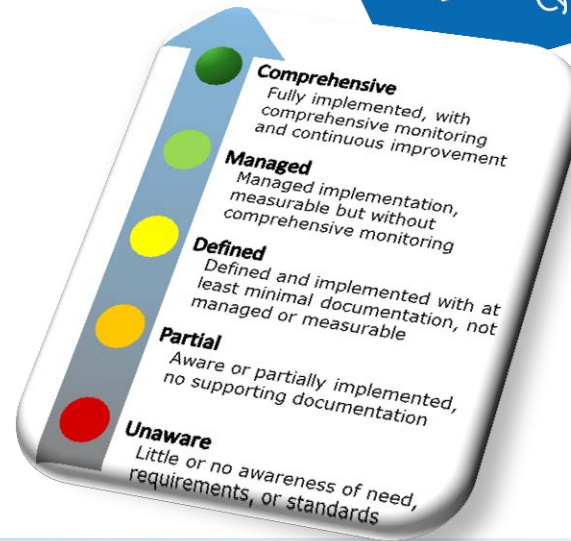 Comprehensive
Fully implemented, with
comprehensive monitoring
and continuous improvement
Managed
Managed implementation,
measurable but without
comprehensive monitoring
Defined
Defined and implemented with at
least minimal documentation, not
managed or measurable
Partial
Aware or partially implemented,
no supporting documentation
Unaware
Little or no awareness of need,
requirements, or standards